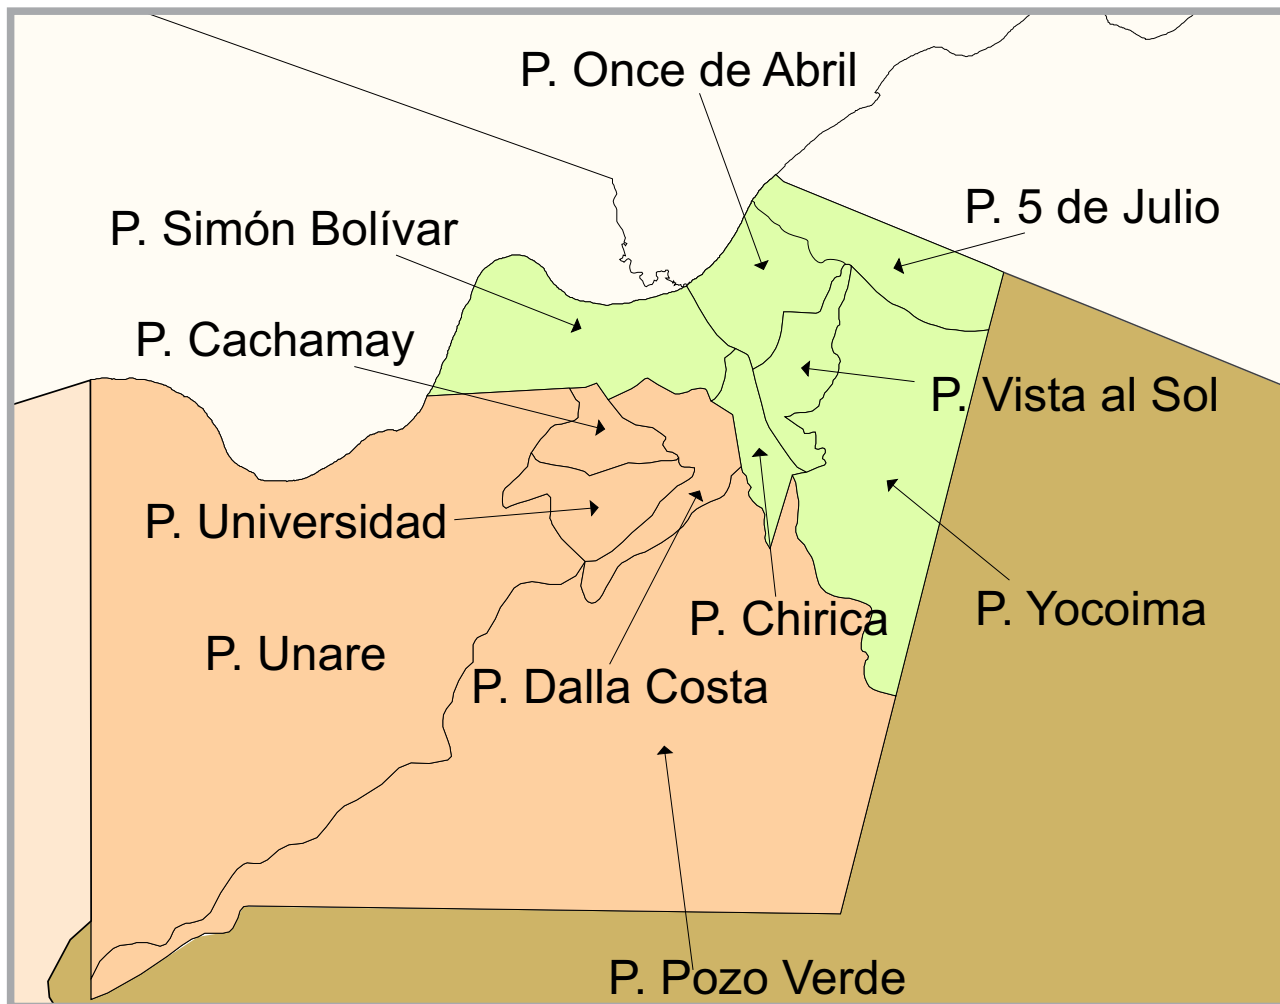 P. Once de Abril
P. 5 de Julio
P. Simón Bolívar
P. Cachamay
P. Vista al Sol
P. Universidad
P. Chirica
P. Yocoima
P. Unare
P. Dalla Costa
P. Pozo Verde